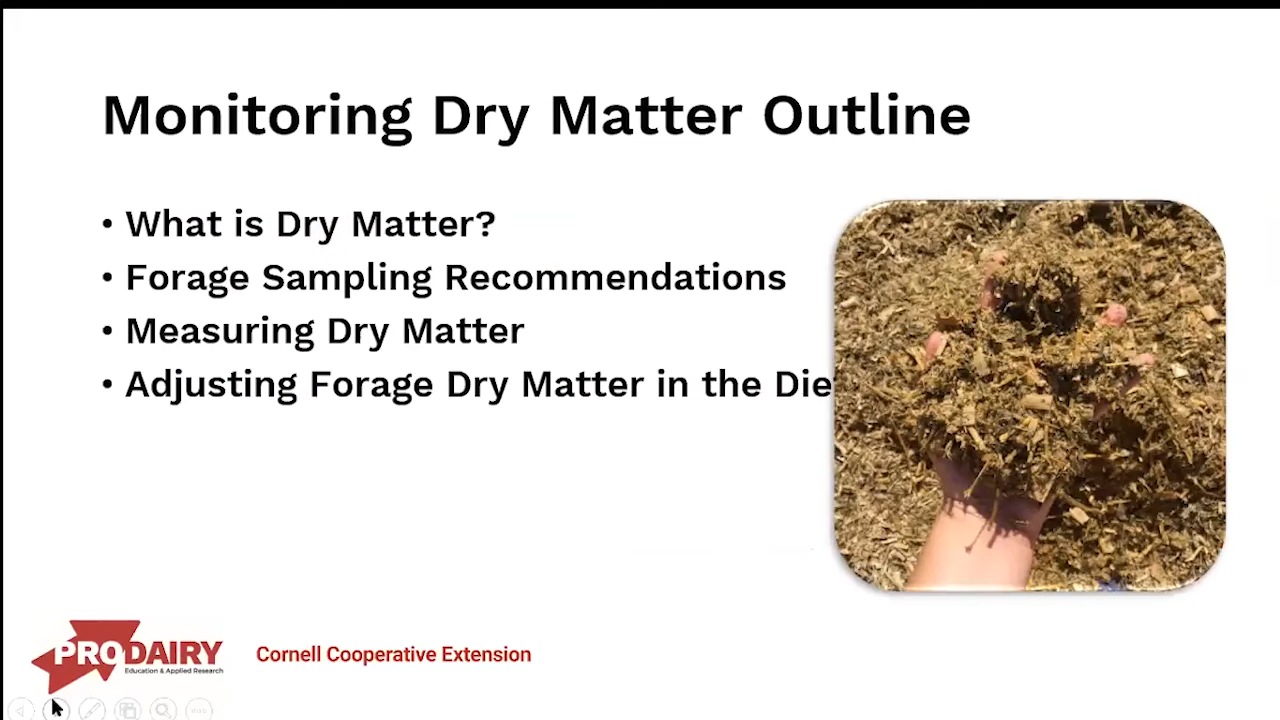 Monitoring Dry Matter Outline
• What is Dry Matter?
• Forage Sampling Recommendations
• Measuring Dry Matter
• Adjusting Forage Dry Matter in the Die
PRODAIRY
Education & Applied Research
Cornell Cooperative Extension